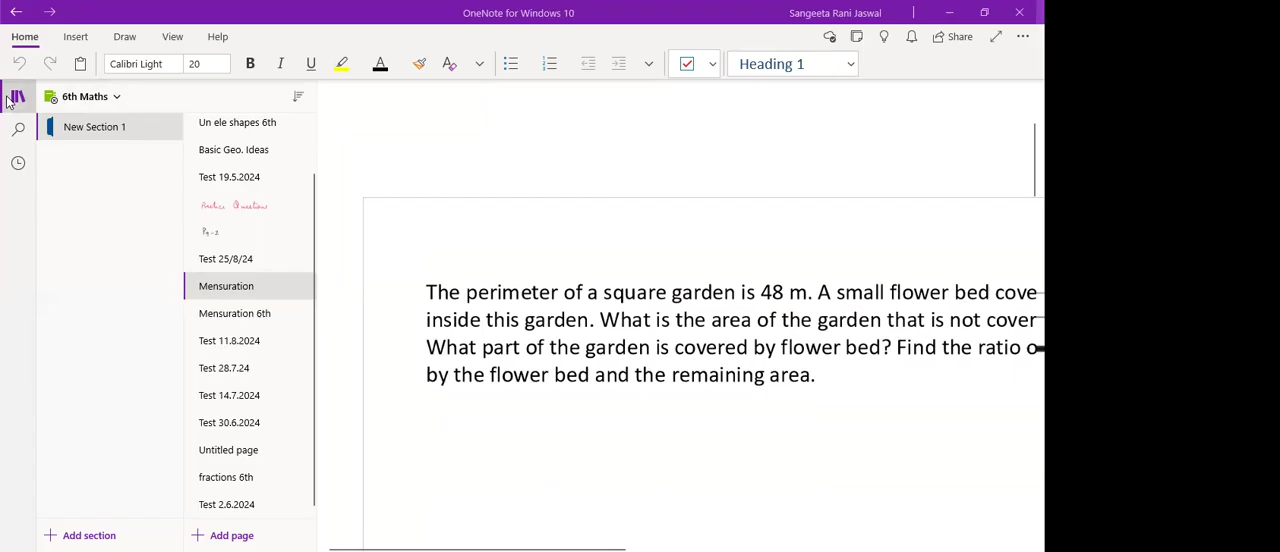 OneNote for Windows 10
Sangeeta Rani Jaswal
Home Insert Draw View Help
Share
Calibri Light 20 B I U A Heading 1
6th Maths
New Section 1
Un ele shapes 6th
Basic Geo. Ideas
Test 19.5.2024
Practice Questions
Pg-2
Test 25/8/24
Mensuration
Mensuration 6th
Test 11.8.2024
Test 28.7.24
Test 14.7.2024
Test 30.6.2024
Untitled page
fractions 6th
Test 2.6.2024
Add section
Add page
The perimeter of a square garden is 48 m. A small flower bed cove
inside this garden. What is the area of the garden that is not cover
What part of the garden is covered by flower bed? Find the ratio o
by the flower bed and the remaining area.